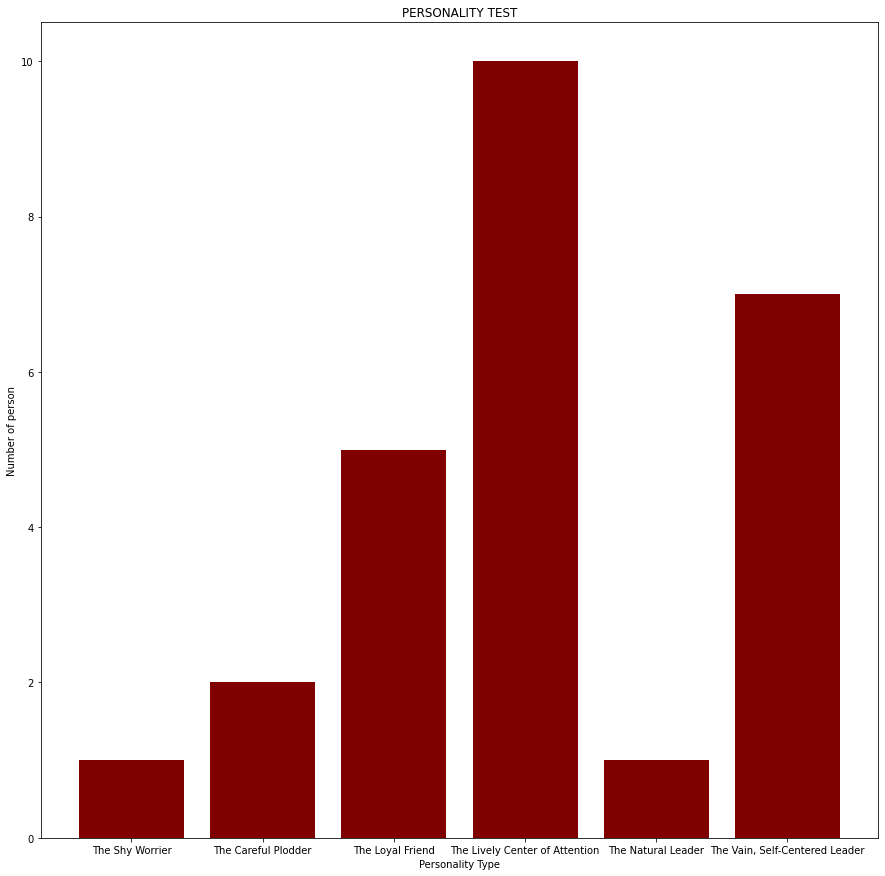 PERSONALITY TEST
10
8
6
4
2
0
Number of person
The Shy Worrier
The Careful Plodder
The Loyal Friend
The Lively Center of Attention
The Natural Leader
The Vain, Self-Centered Leader
Personality Type